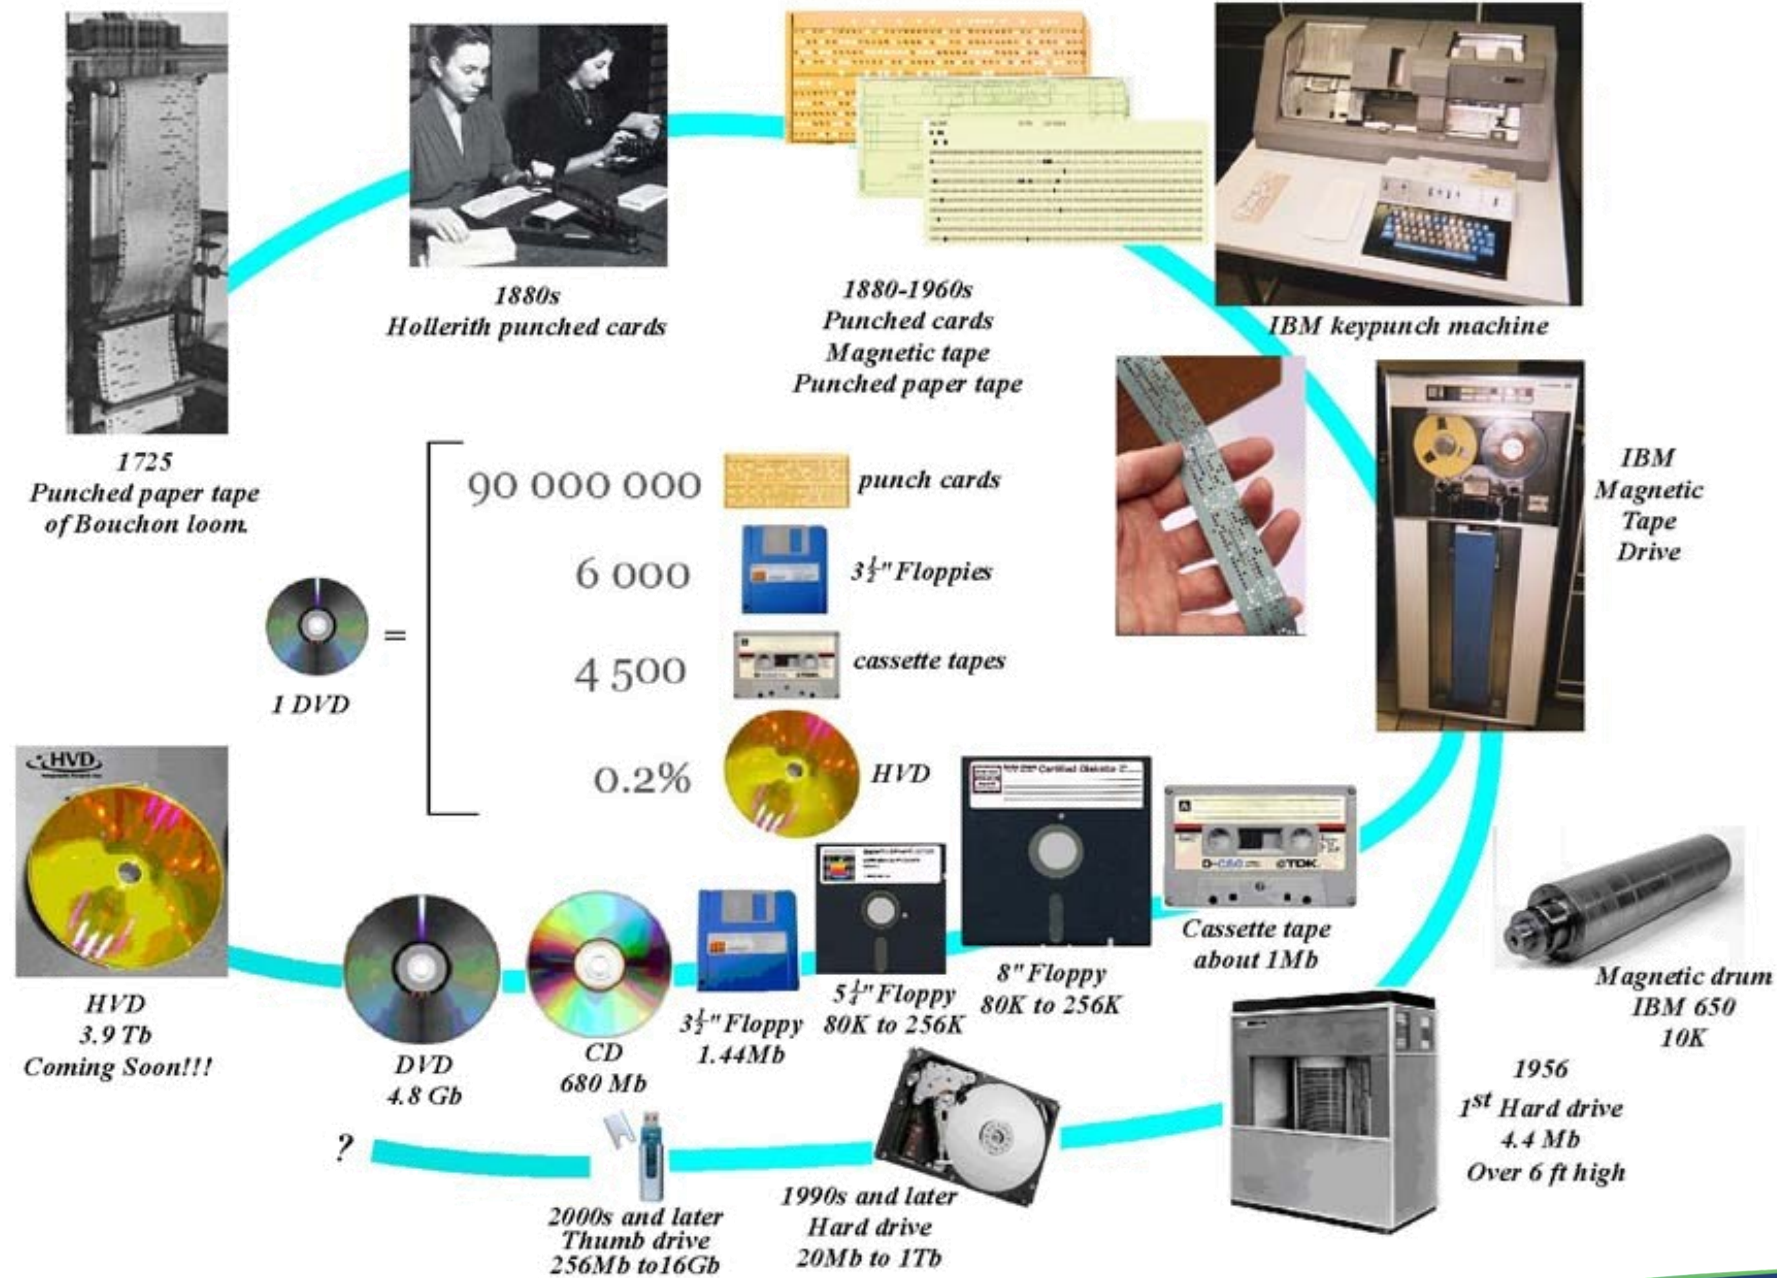 1725
Punched paper tape
of Bouchon loom.
1880s
Hollerith punched cards
1880-1960s
Punched cards
Magnetic tape
Punched paper tape
IBM keypunch machine
IBM
Magnetic
Tape
Drive
1 DVD
=
90 000 000 punch cards
6 000 3½" Floppies
4 500 cassette tapes
0.2% HVD
Magnetic drum
IBM 650
10K
A
D-C60 TDK
Cassette tape
about 1Mb
8" Floppy
80K to 256K
5¼" Floppy
80K to 256K
3½" Floppy
1.44Mb
CD
680 Mb
DVD
4.8 Gb
HVD
HVD
3.9 Tb
Coming Soon!!!
1956
1st Hard drive
4.4 Mb
Over 6 ft high
1990s and later
Hard drive
20Mb to 1Tb
2000s and later
Thumb drive
256Mb to16Gb
?